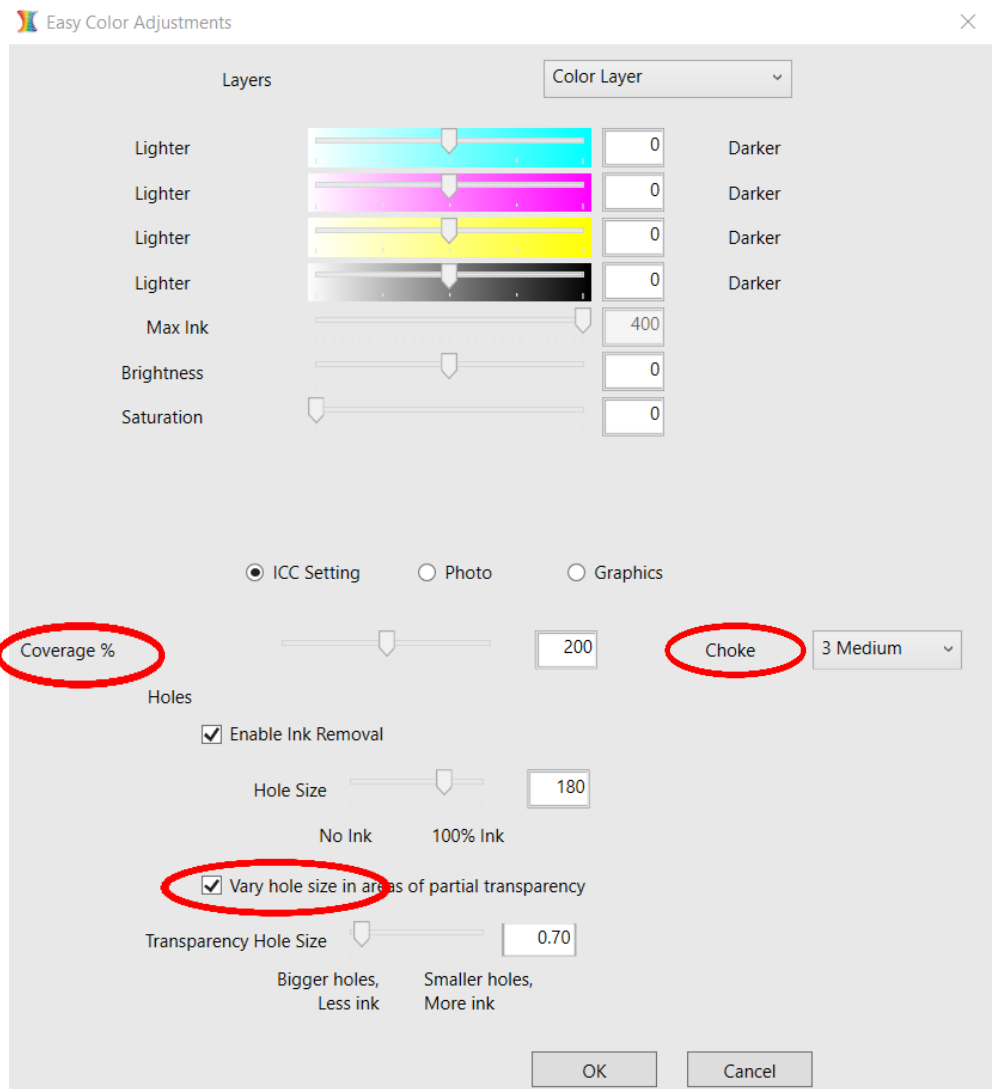 Easy Color Adjustments
Layers Color Layer
Lighter 0 Darker
Lighter 0 Darker
Lighter 0 Darker
Lighter 0 Darker
Max Ink 400
Brightness 0
Saturation 0
ICC Setting Photo Graphics
Coverage % 200 Choke 3 Medium
Holes
Enable Ink Removal
Hole Size 180
No Ink 100% Ink
Vary hole size in areas of partial transparency
Transparency Hole Size 0.70
Bigger holes, Smaller holes,
Less ink More ink
OK Cancel